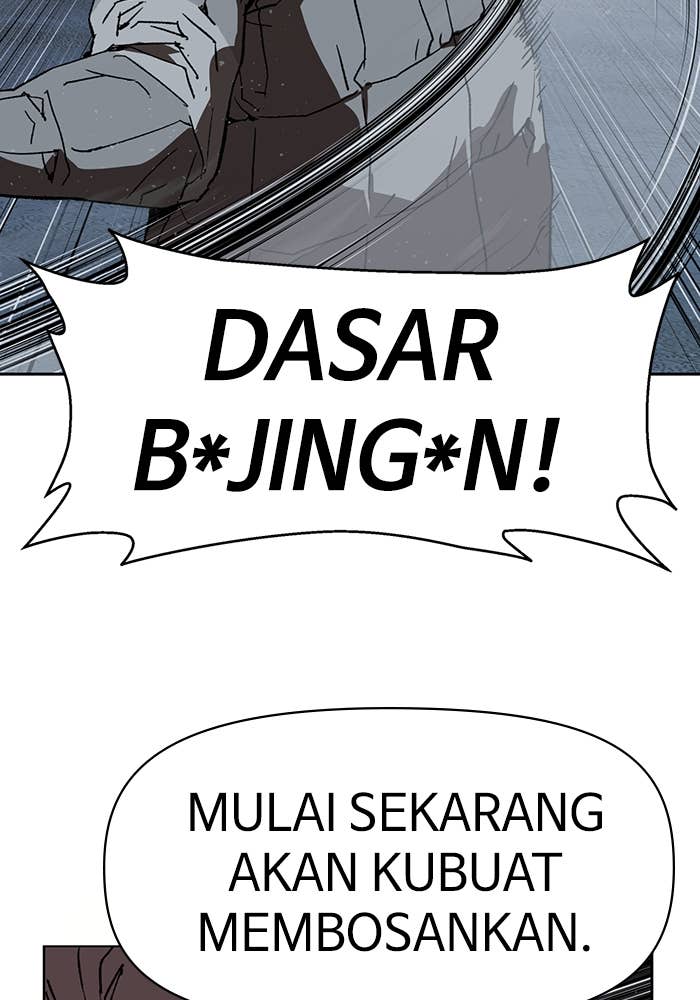 DASAR
B*JING*N!
MULAI SEKARANG
AKAN KUBUAT
MEMBOSANKAN.